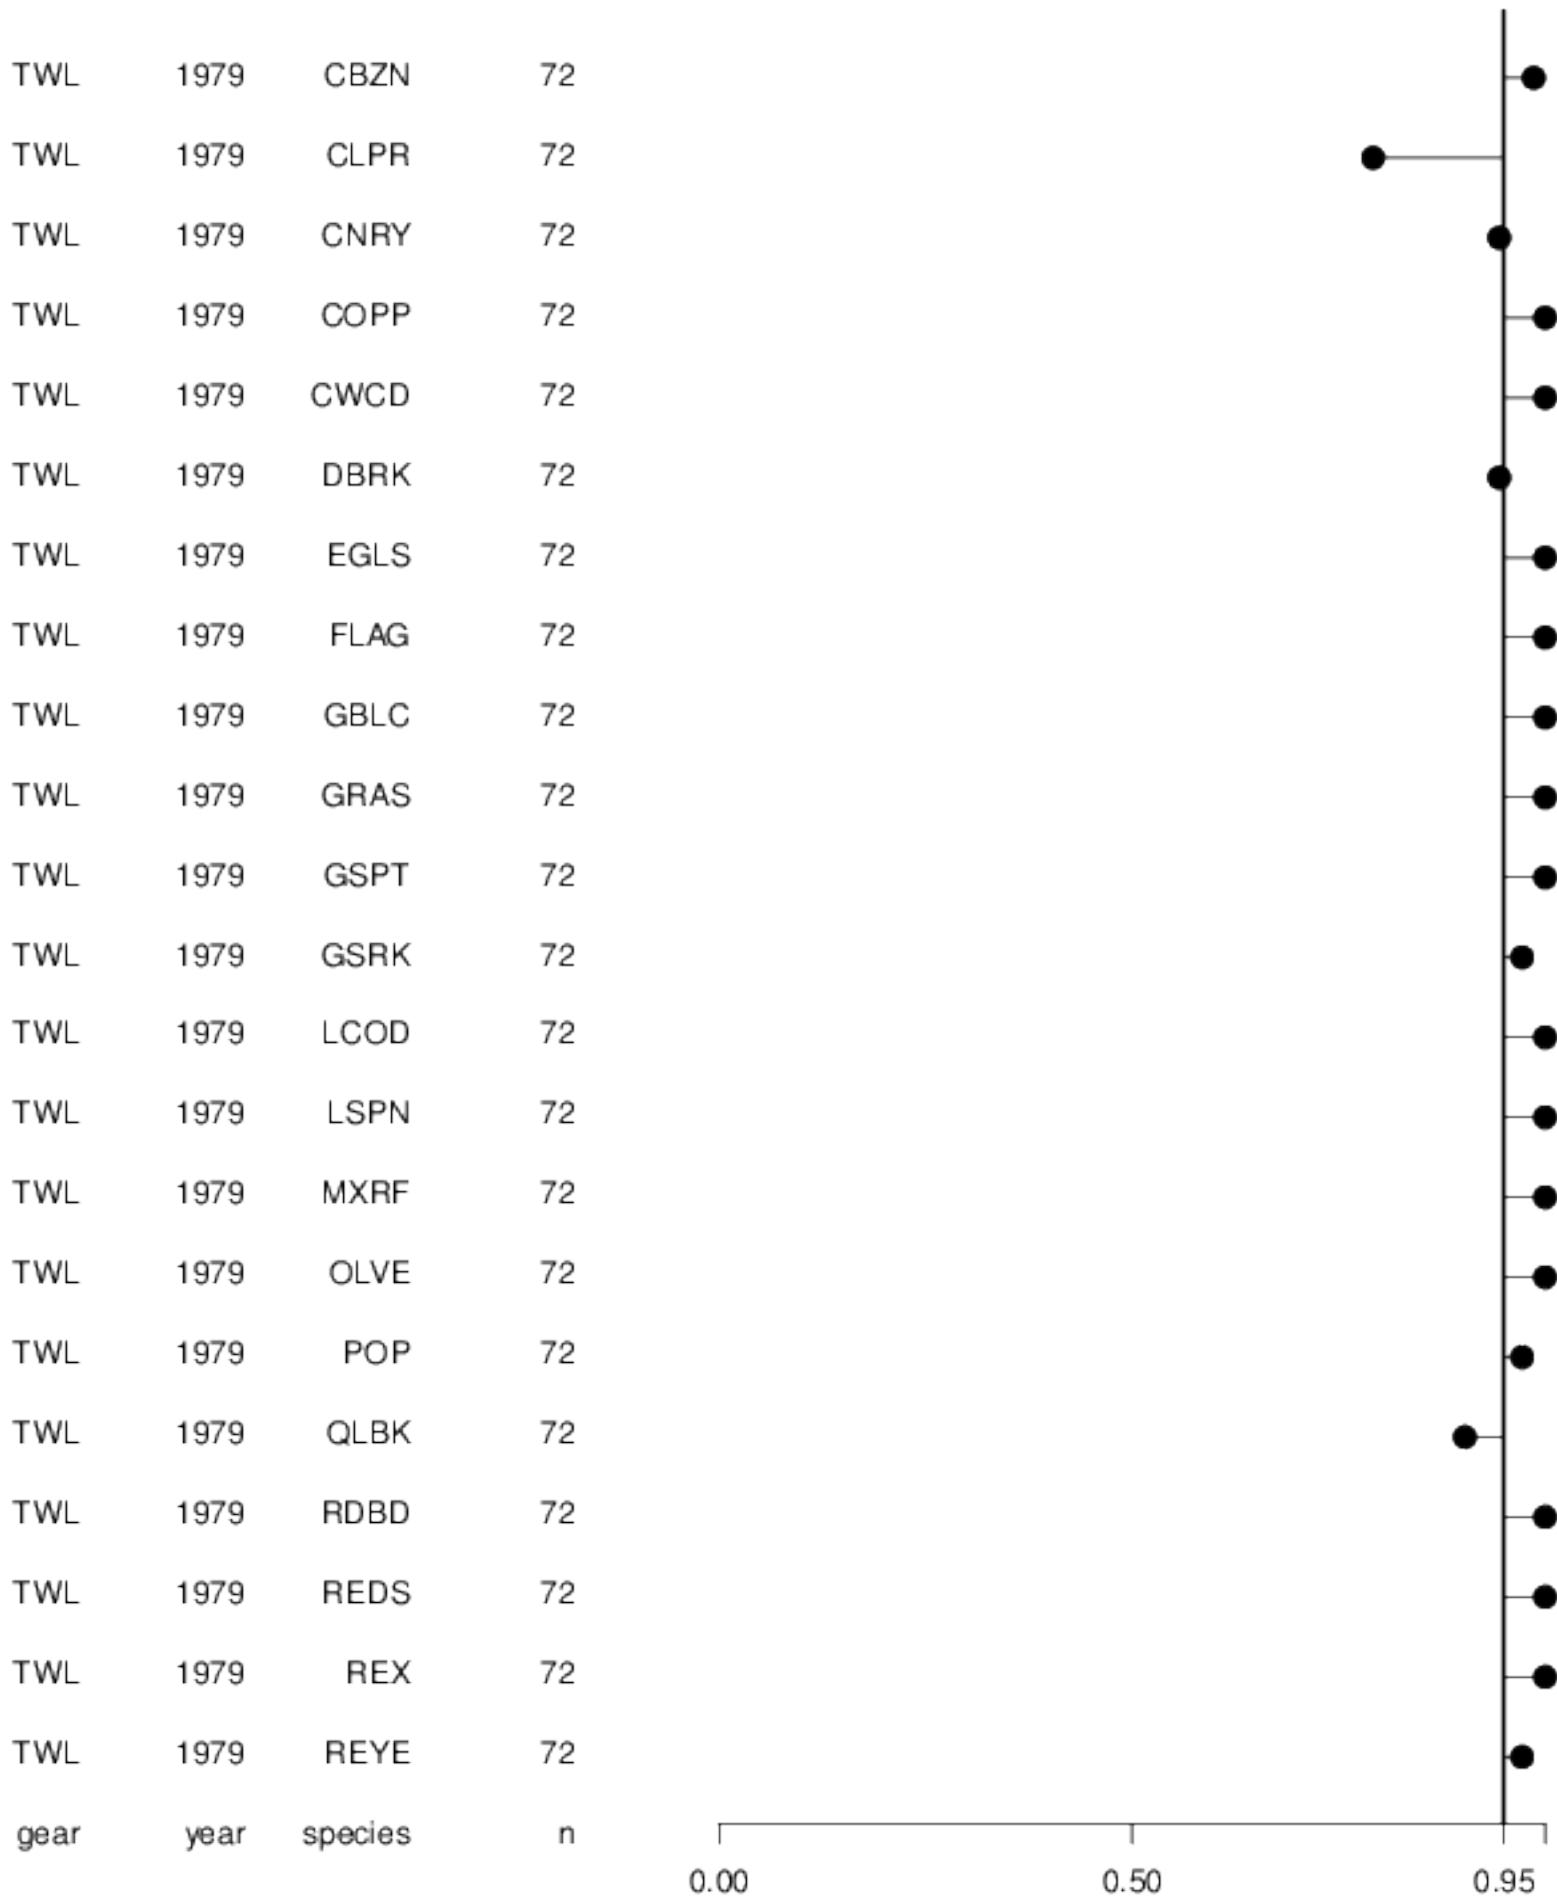 TWL 1979 CBZN 72
TWL 1979 CLPR 72
TWL 1979 CNRY 72
TWL 1979 COPP 72
TWL 1979 CWCD 72
TWL 1979 DBRK 72
TWL 1979 EGLS 72
TWL 1979 FLAG 72
TWL 1979 GBLC 72
TWL 1979 GRAS 72
TWL 1979 GSPT 72
TWL 1979 GSRK 72
TWL 1979 LCOD 72
TWL 1979 LSPN 72
TWL 1979 MXRF 72
TWL 1979 OLVE 72
TWL 1979 POP 72
TWL 1979 QLBK 72
TWL 1979 RDBD 72
TWL 1979 REDS 72
TWL 1979 REX 72
TWL 1979 REYE 72
gear year species n
0.00 0.50 0.95